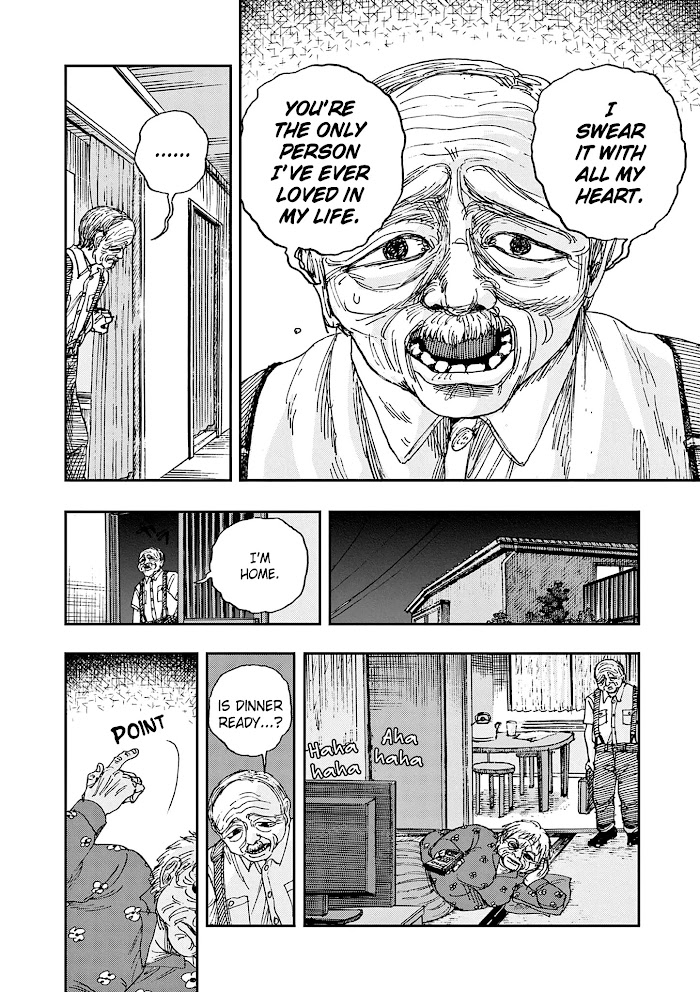 I
SWEAR
IT WITH
ALL MY
HEART.
YOU'RE
THE ONLY
PERSON
I'VE EVER
LOVED IN
MY LIFE.
......
I'M
HOME.
Aha
haha
Haha
haha
IS DINNER
READY...?
POINT